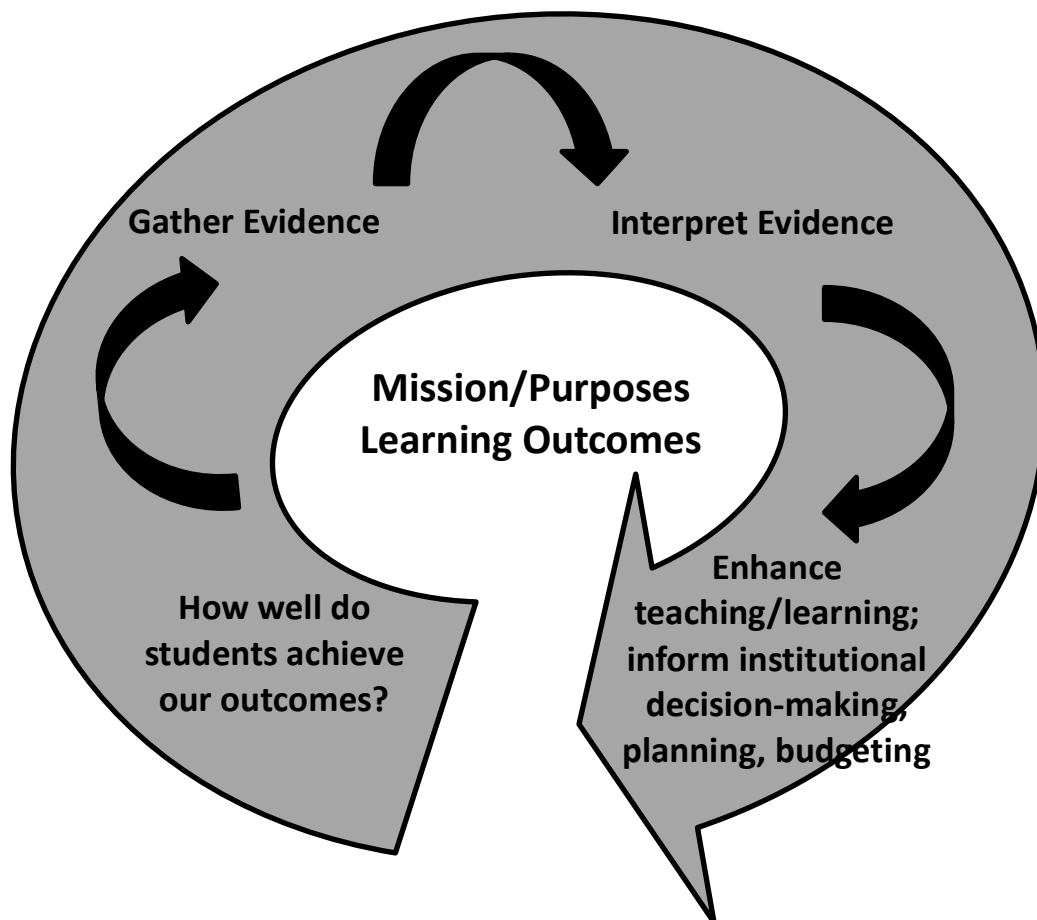 Gather Evidence
Interpret Evidence
Mission/Purposes
Learning Outcomes
How well do
students achieve
our outcomes?
Enhance
teaching/learning;
inform institutional
decision-making,
planning, budgeting